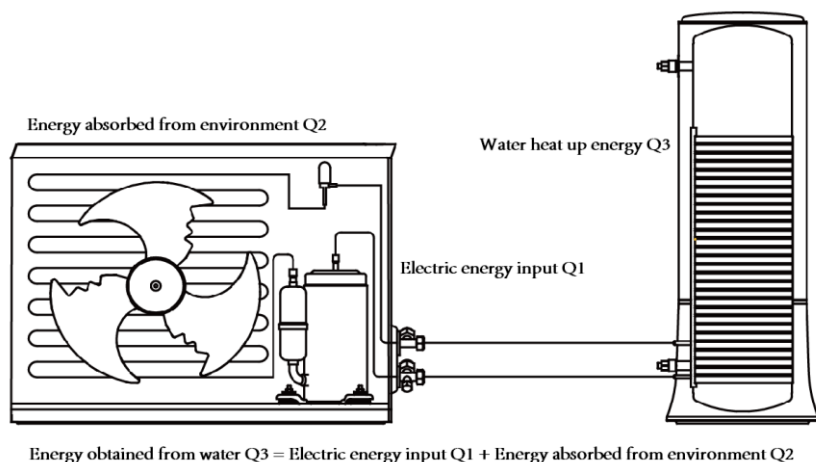 Energy absorbed from environment Q2
Water heat up energy Q3
Electric energy input Q1
Energy obtained from water Q3 = Electric energy input Q1 + Energy absorbed from environment Q2